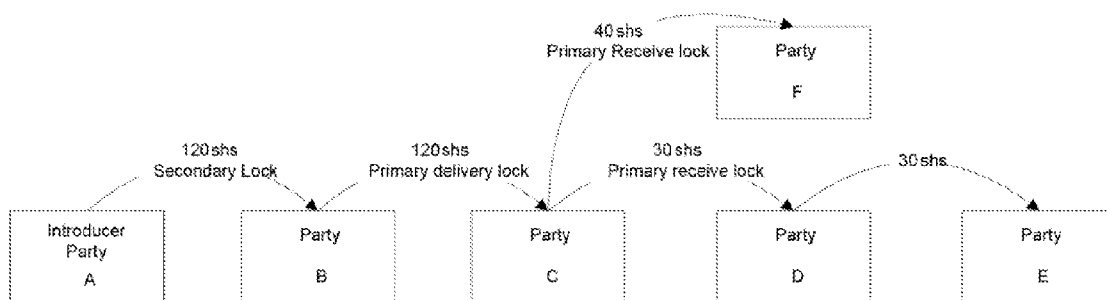 40 shs
Primary Receive lock
Party
F
120 shs
Secondary Lock
120 shs
Primary delivery lock
30 shs
Primary receive lock
30 shs
Introducer
Party
A
Party
B
Party
C
Party
D
Party
E